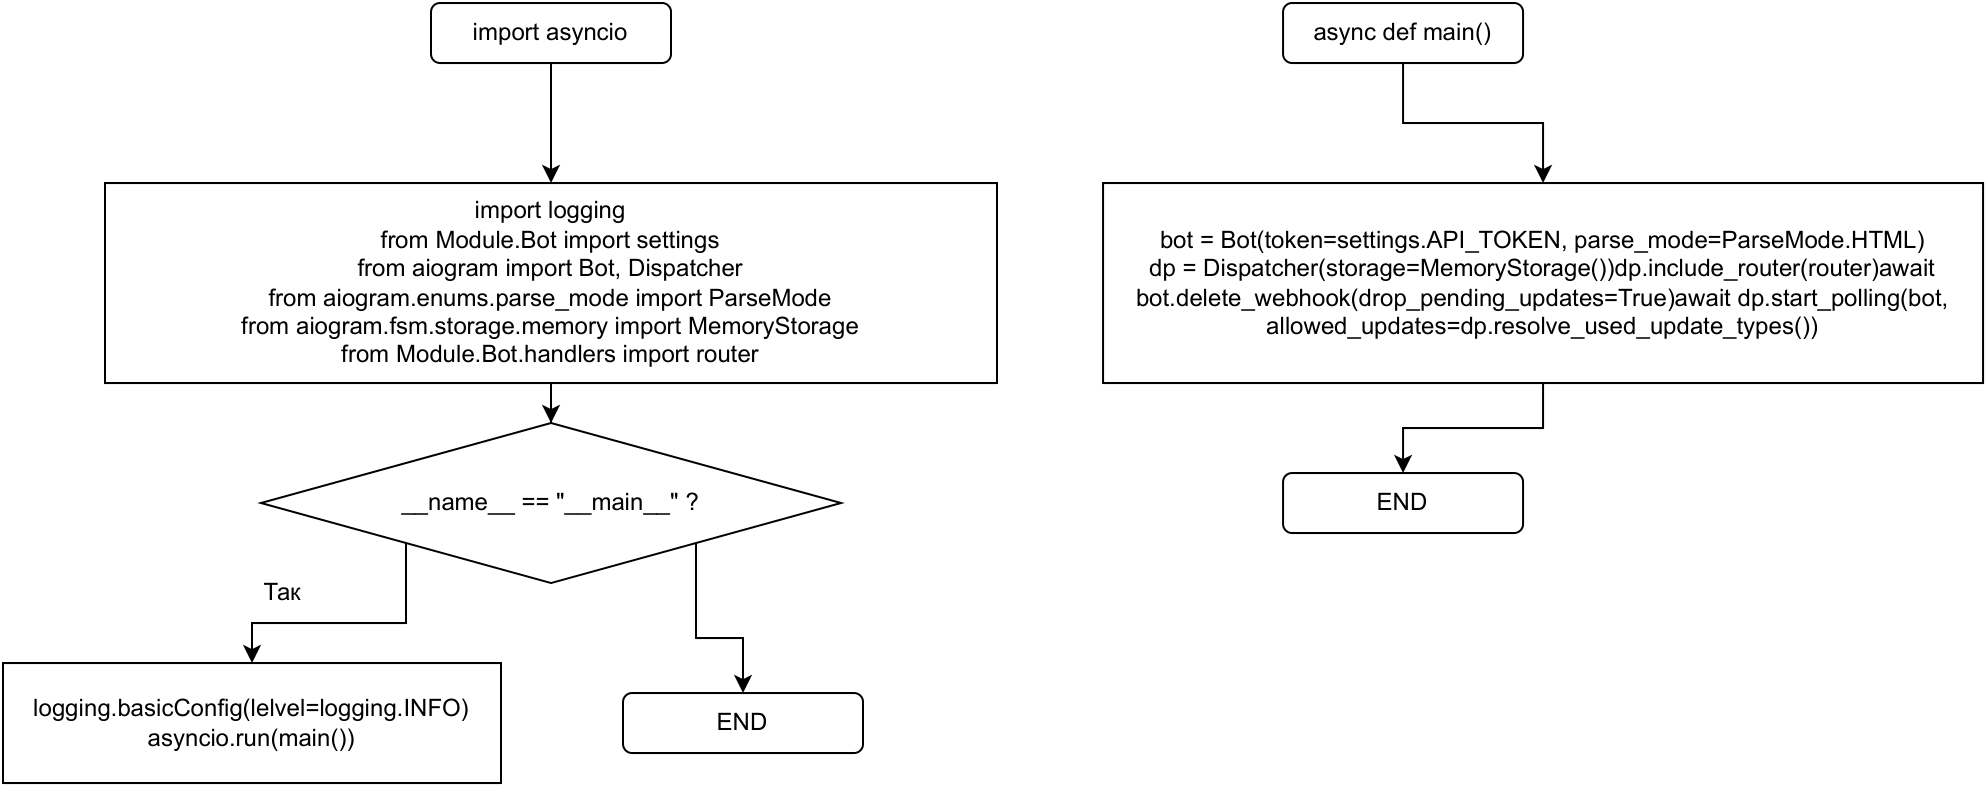 import asyncio
import logging
from Module.Bot import settings
from aiogram import Bot, Dispatcher
from aiogram.enums.parse_mode import ParseMode
from aiogram.fsm.storage.memory import MemoryStorage
from Module.Bot.handlers import router
__name__ == "__main__" ?
Так
logging.basicConfig(lelvel=logging.INFO)
asyncio.run(main())
END
async def main()
bot = Bot(token=settings.API_TOKEN, parse_mode=ParseMode.HTML)
dp = Dispatcher(storage=MemoryStorage())dp.include_router(router)await
bot.delete_webhook(drop_pending_updates=True)await dp.start_polling(bot,
allowed_updates=dp.resolve_used_update_types())
END